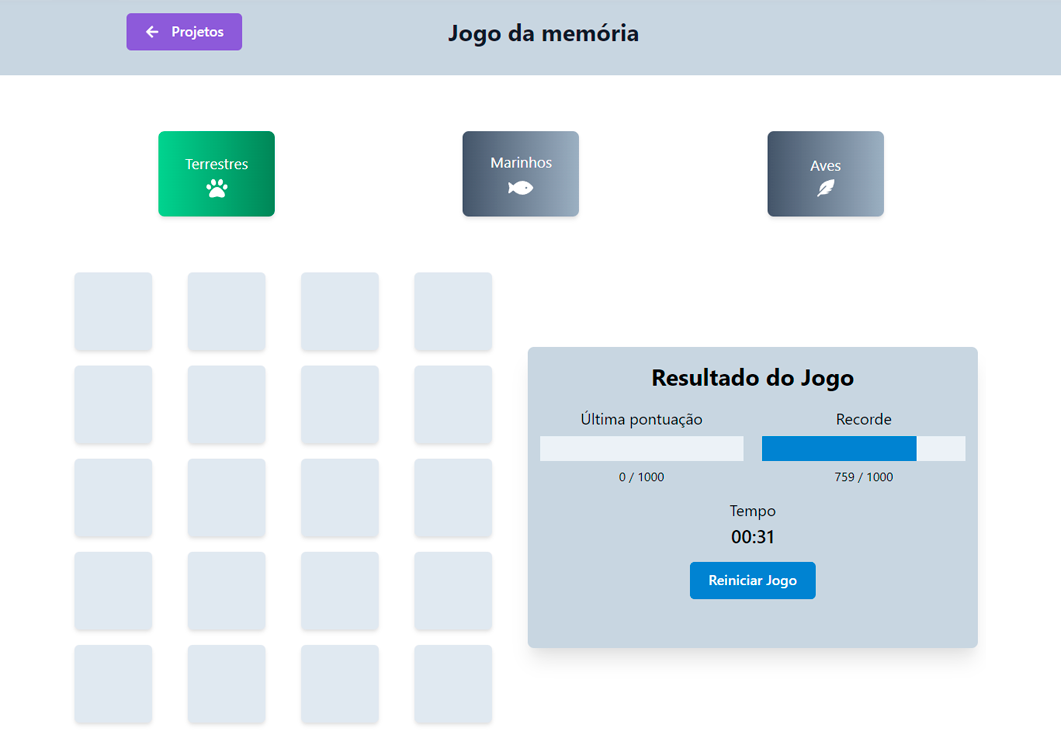 Projetos
Jogo da memória
Terrestres
Marinhos
Aves
Resultado do Jogo
Última pontuação
Recorde
0 / 1000
759 / 1000
Tempo
00:31
Reiniciar Jogo